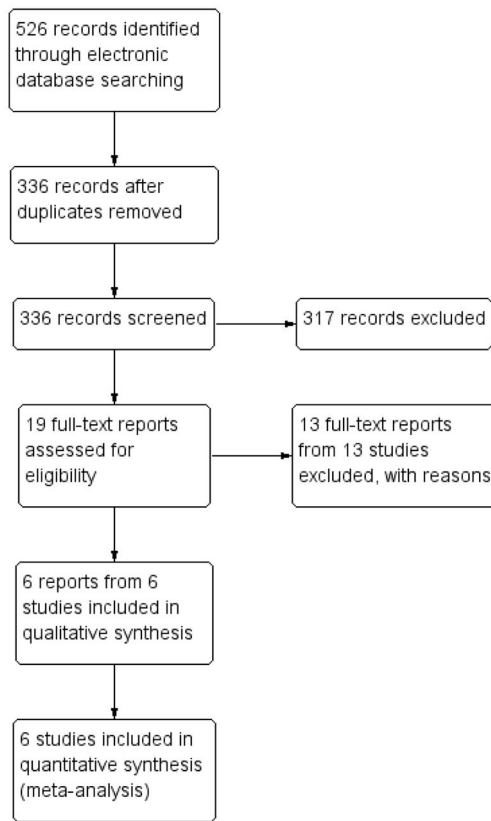 526 records identified
through electronic
database searching
336 records after
duplicates removed
336 records screened
317 records excluded
19 full-text reports
assessed for
eligibility
13 full-text reports
from 13 studies
excluded, with reasons
6 reports from 6
studies included in
qualitative synthesis
6 studies included in
quantitative synthesis
(meta-analysis)